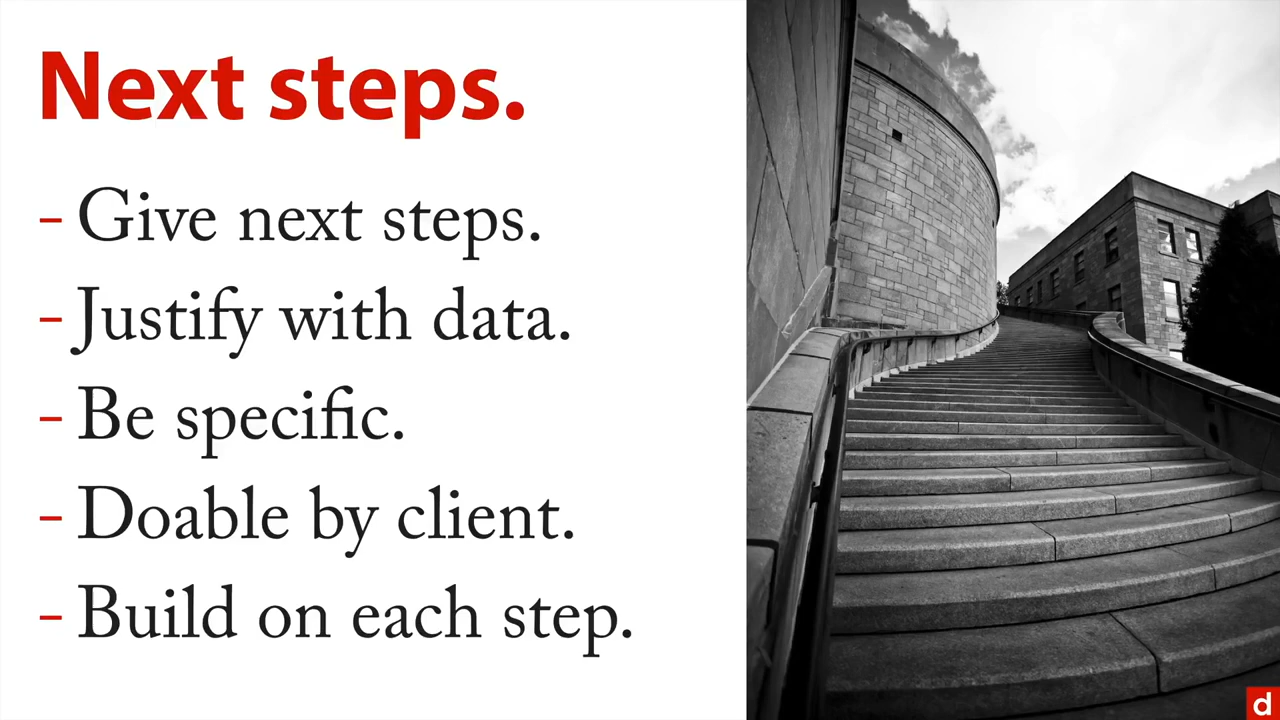 Next steps.
- Give next steps.
- Justify with data.
- Be specific.
- Doable by client.
- Build on each step.
d